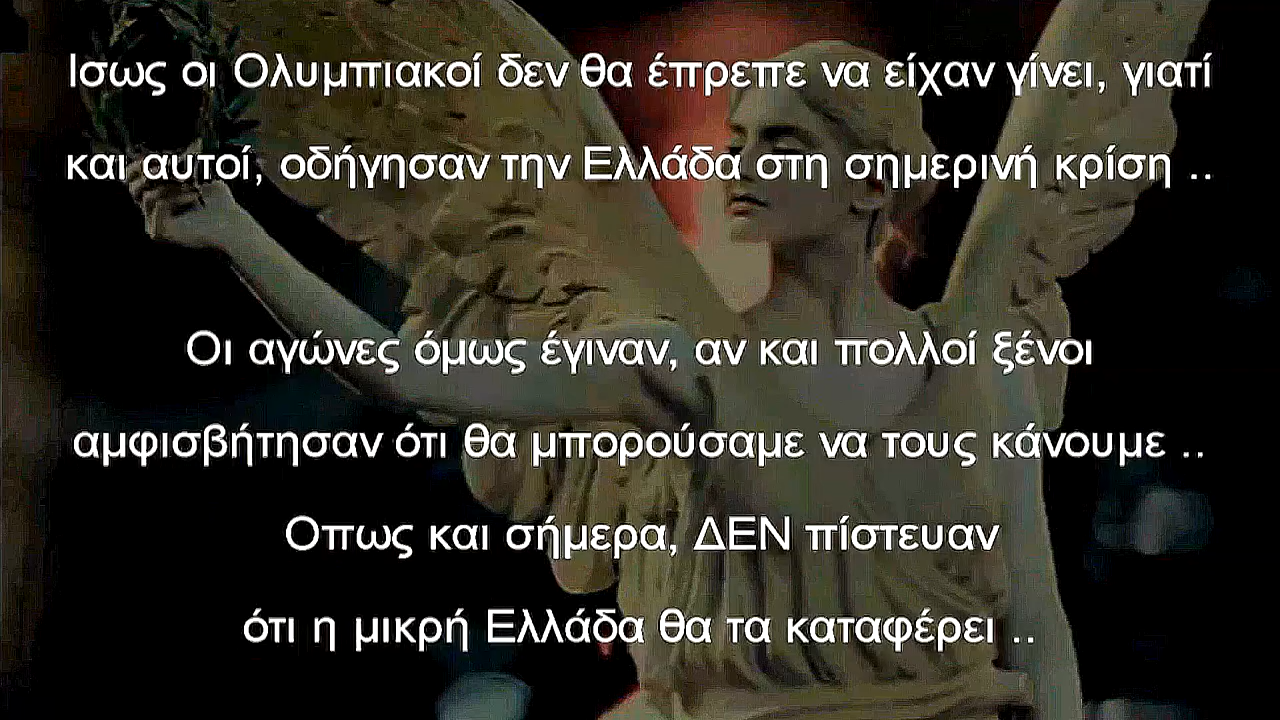 Ισως οι Ολυμπιακοί δεν θα έπρεπε να είχαν γίνει, γιατί
και αυτοί, οδήγησαν την Ελλάδα στη σημερινή κρίση ..
Οι αγώνες όμως έγιναν, αν και πολλοί ξένοι
αμφισβήτησαν ότι θα μπορούσαμε να τους κάνουμε ..
Οπως και σήμερα, ΔΕΝ πίστευαν
ότι η μικρή Ελλάδα θα τα καταφέρει ..